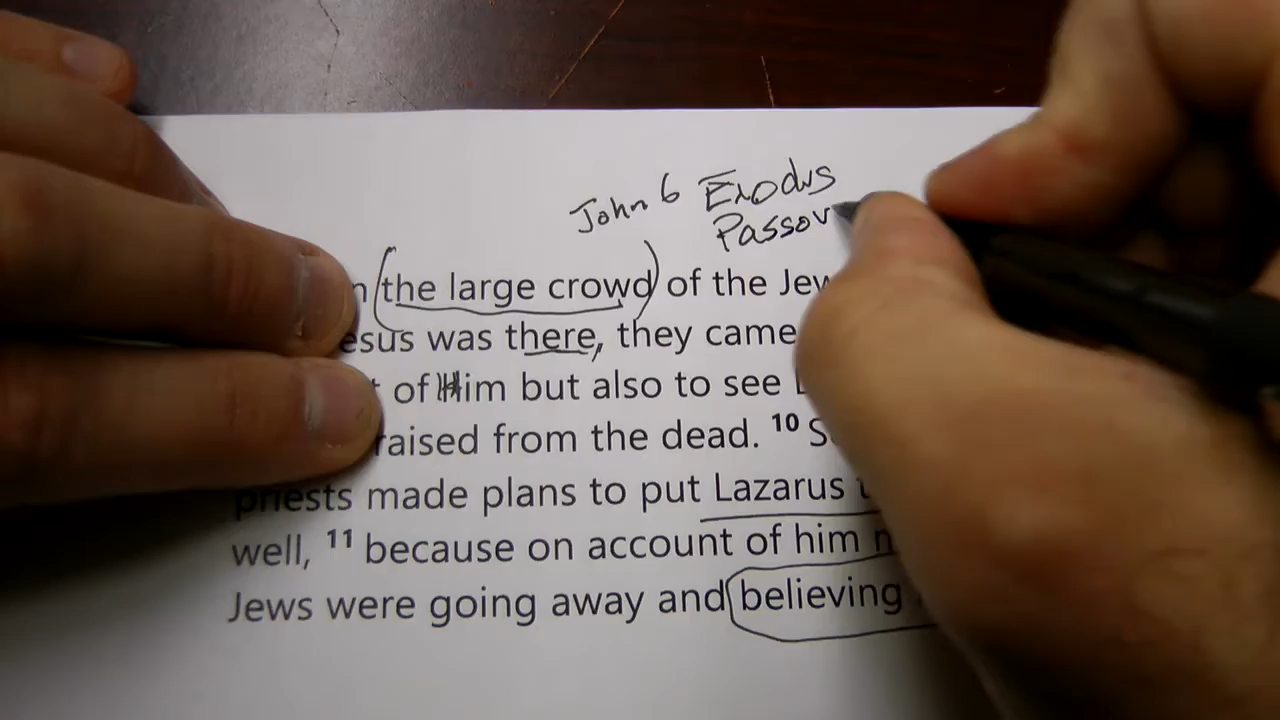 John 6 Exodus
Passov
the large crowd of the Jew
esus was there, they came
of Him but also to see
raised from the dead. 10
priests made plans to put Lazarus
well, 11 because on account of him
Jews were going away and believing